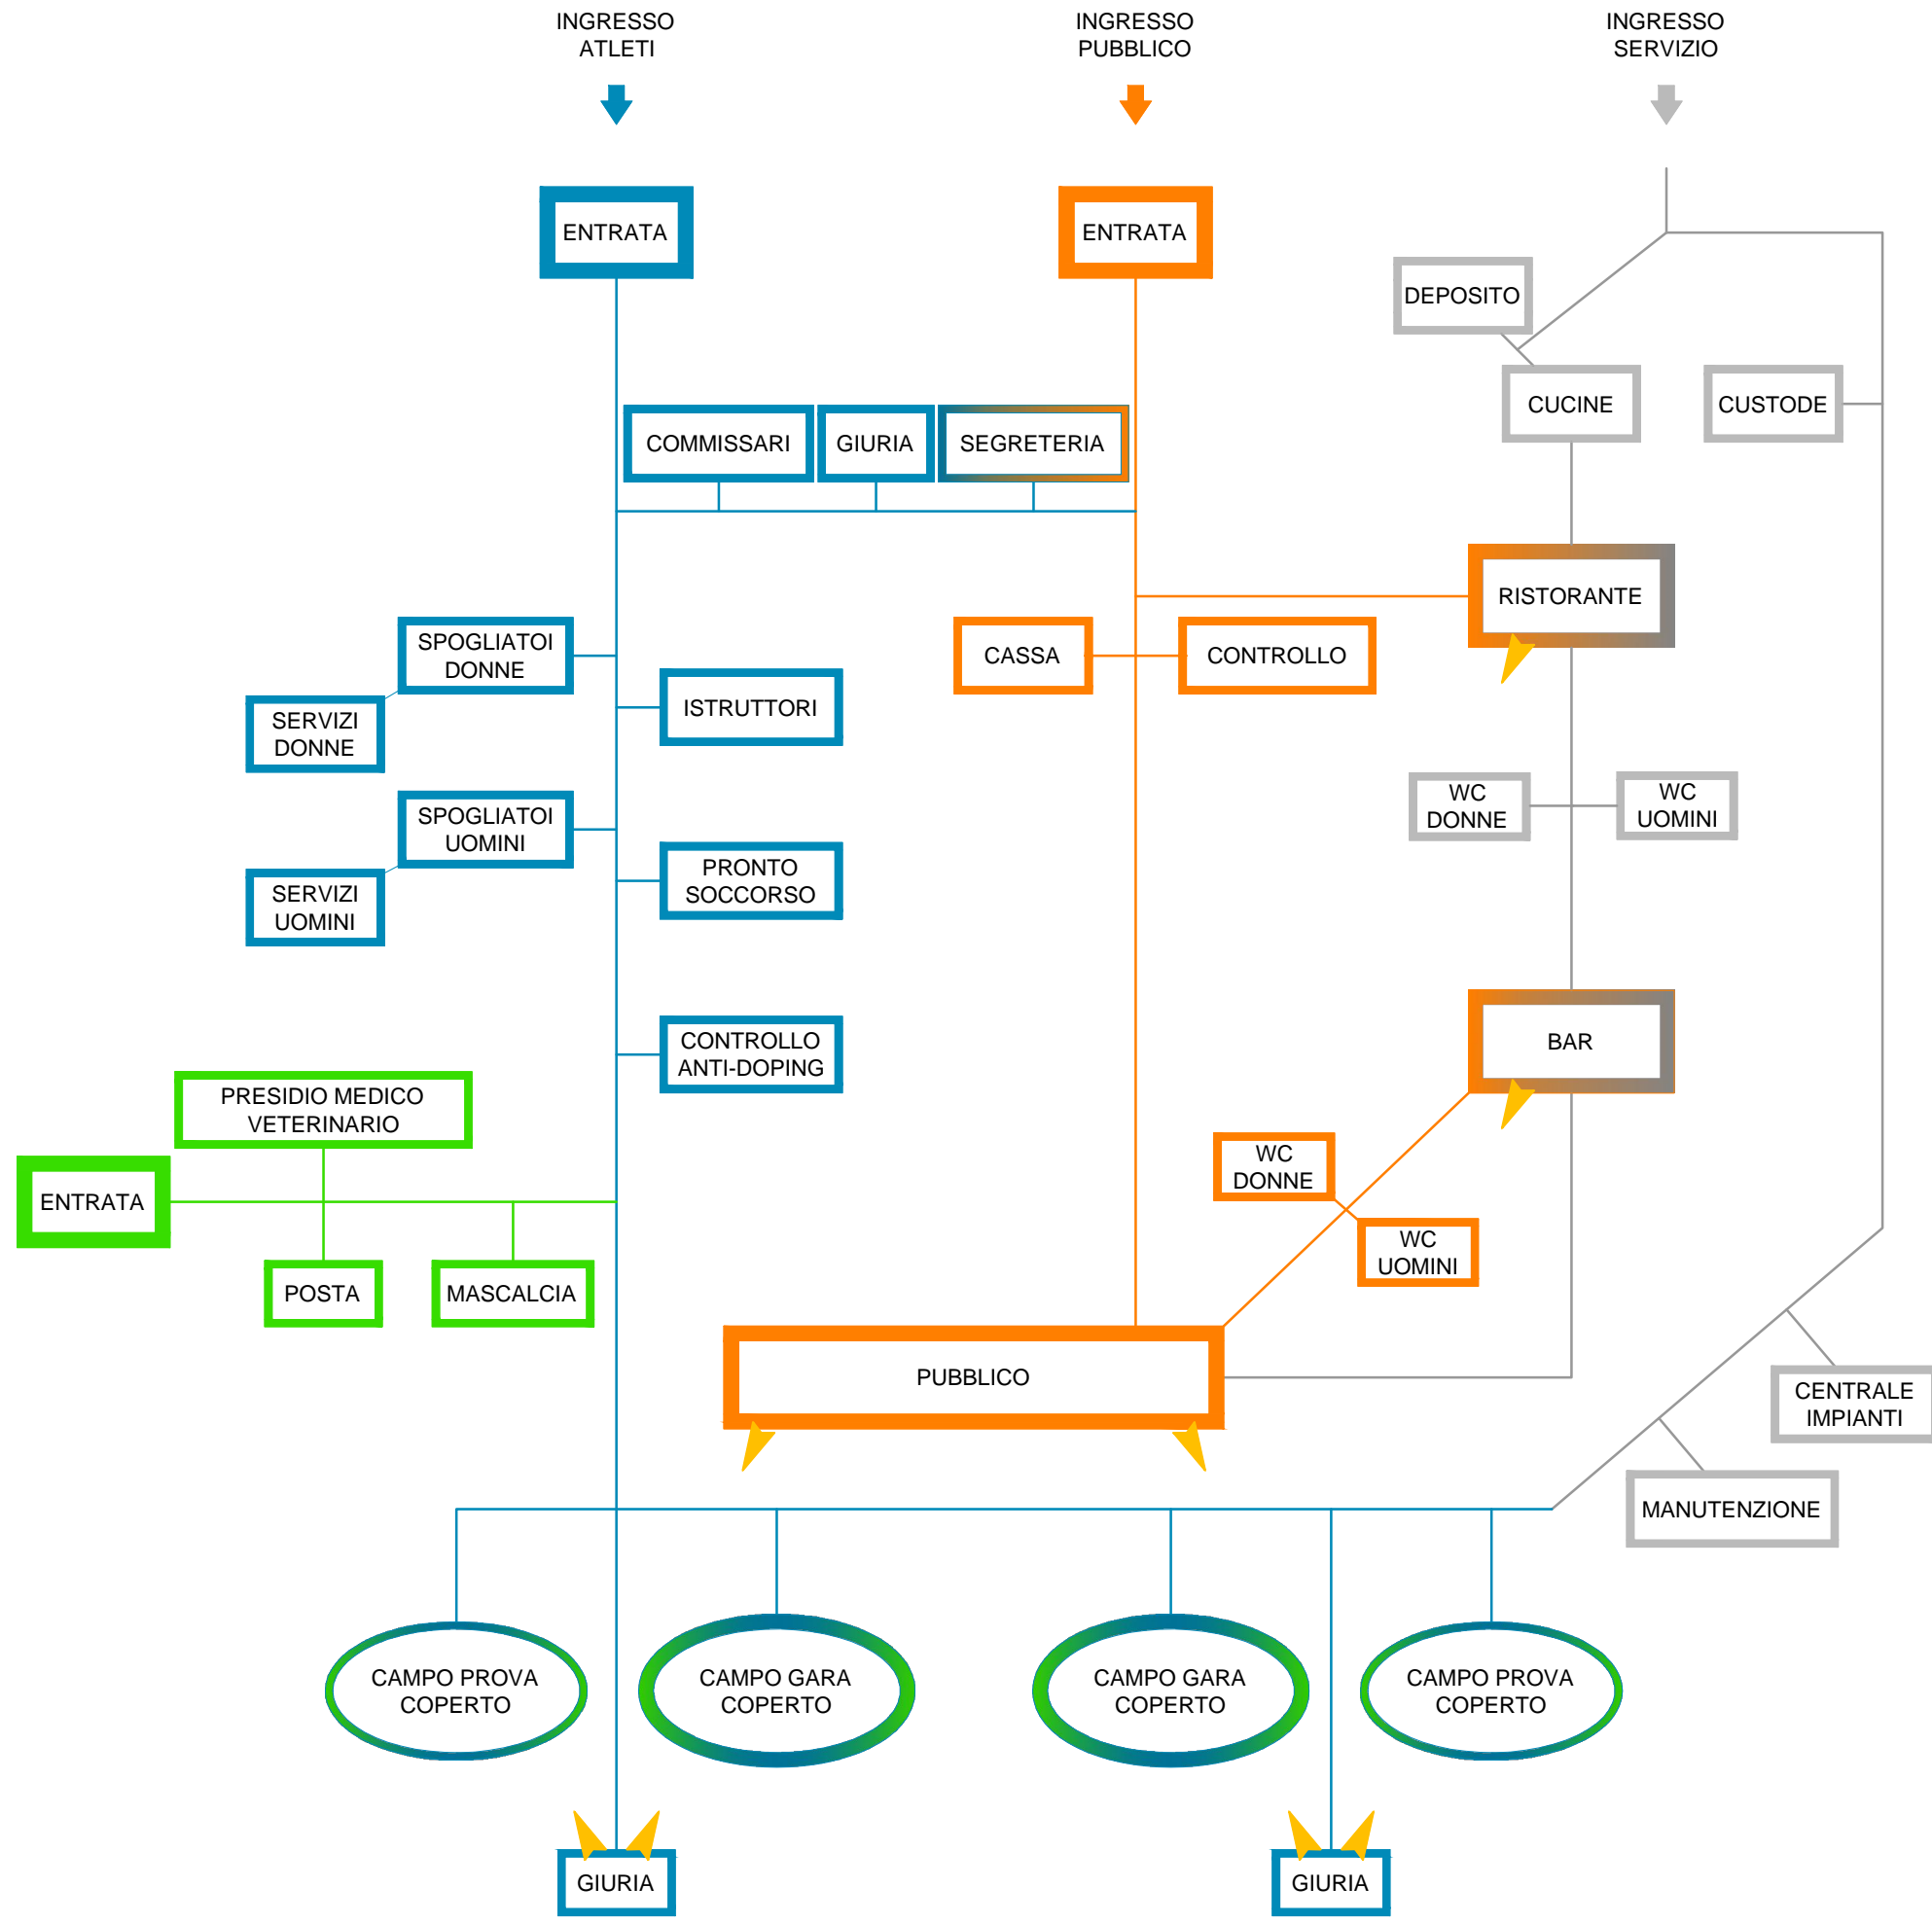 INGRESSO
ATLETI
INGRESSO
PUBBLICO
INGRESSO
SERVIZIO
ENTRATA
ENTRATA
DEPOSITO
CUCINE
CUSTODE
COMMISSARI
GIURIA
SEGRETERIA
RISTORANTE
SPOGLIATOI
DONNE
CASSA
CONTROLLO
SERVIZI
DONNE
ISTRUTTORI
SPOGLIATOI
UOMINI
WC
DONNE
WC
UOMINI
SERVIZI
UOMINI
PRONTO
SOCCORSO
CONTROLLO
ANTI-DOPING
BAR
PRESIDIO MEDICO
VETERINARIO
ENTRATA
WC
DONNE
WC
UOMINI
POSTA
MASCALCIA
PUBBLICO
CENTRALE
IMPIANTI
MANUTENZIONE
CAMPO PROVA
COPERTO
CAMPO GARA
COPERTO
CAMPO GARA
COPERTO
CAMPO PROVA
COPERTO
GIURIA
GIURIA